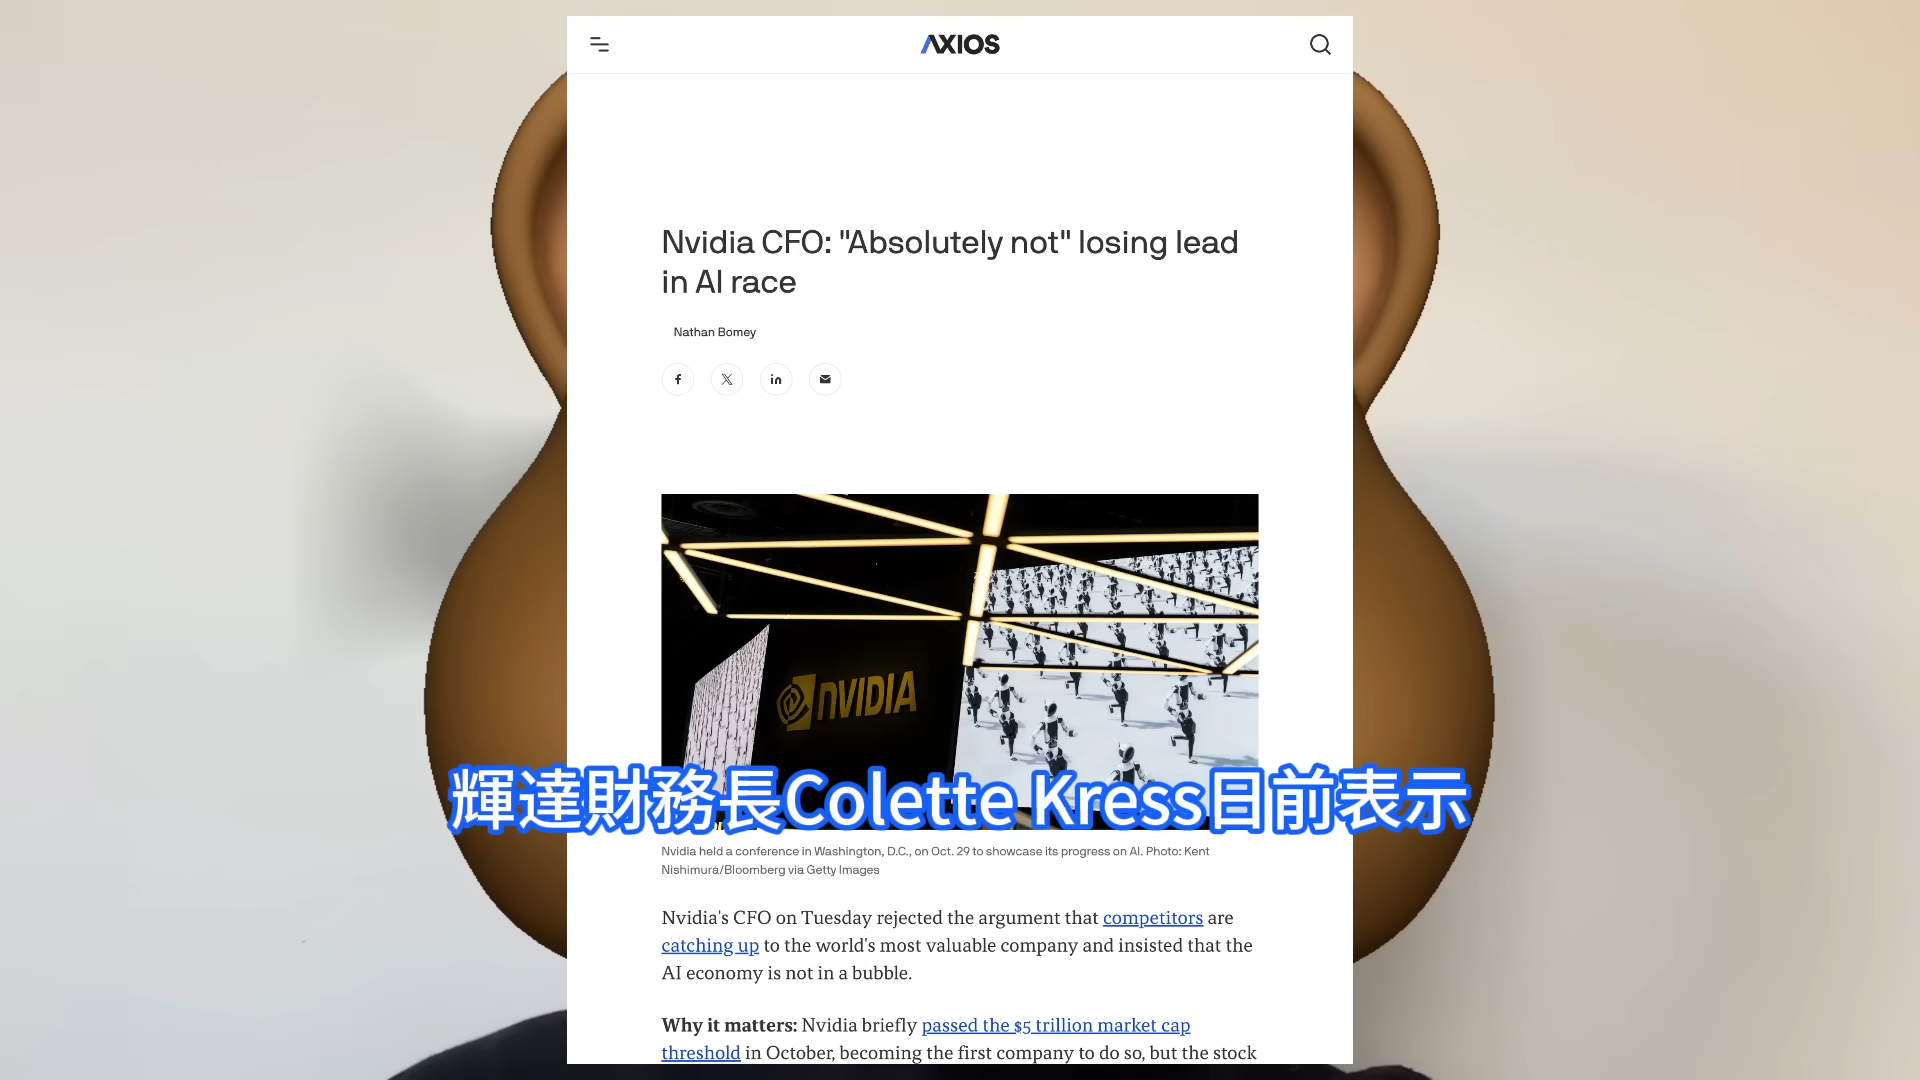 AXIOS
Nvidia CFO: "Absolutely not" losing lead
in AI race
Nathan Bomey
NVIDIA
輝達財務長Colette Kress日前表示
Nvidia held a conference in Washington, D.C., on Oct. 29 to showcase its progress on AI. Photo: Kent
Nishimura/Bloomberg via Getty Images
Nvidia's CFO on Tuesday rejected the argument that competitors are
catching up to the world's most valuable company and insisted that the
AI economy is not in a bubble.
Why it matters: Nvidia briefly passed the $5 trillion market cap
threshold in October, becoming the first company to do so, but the stock